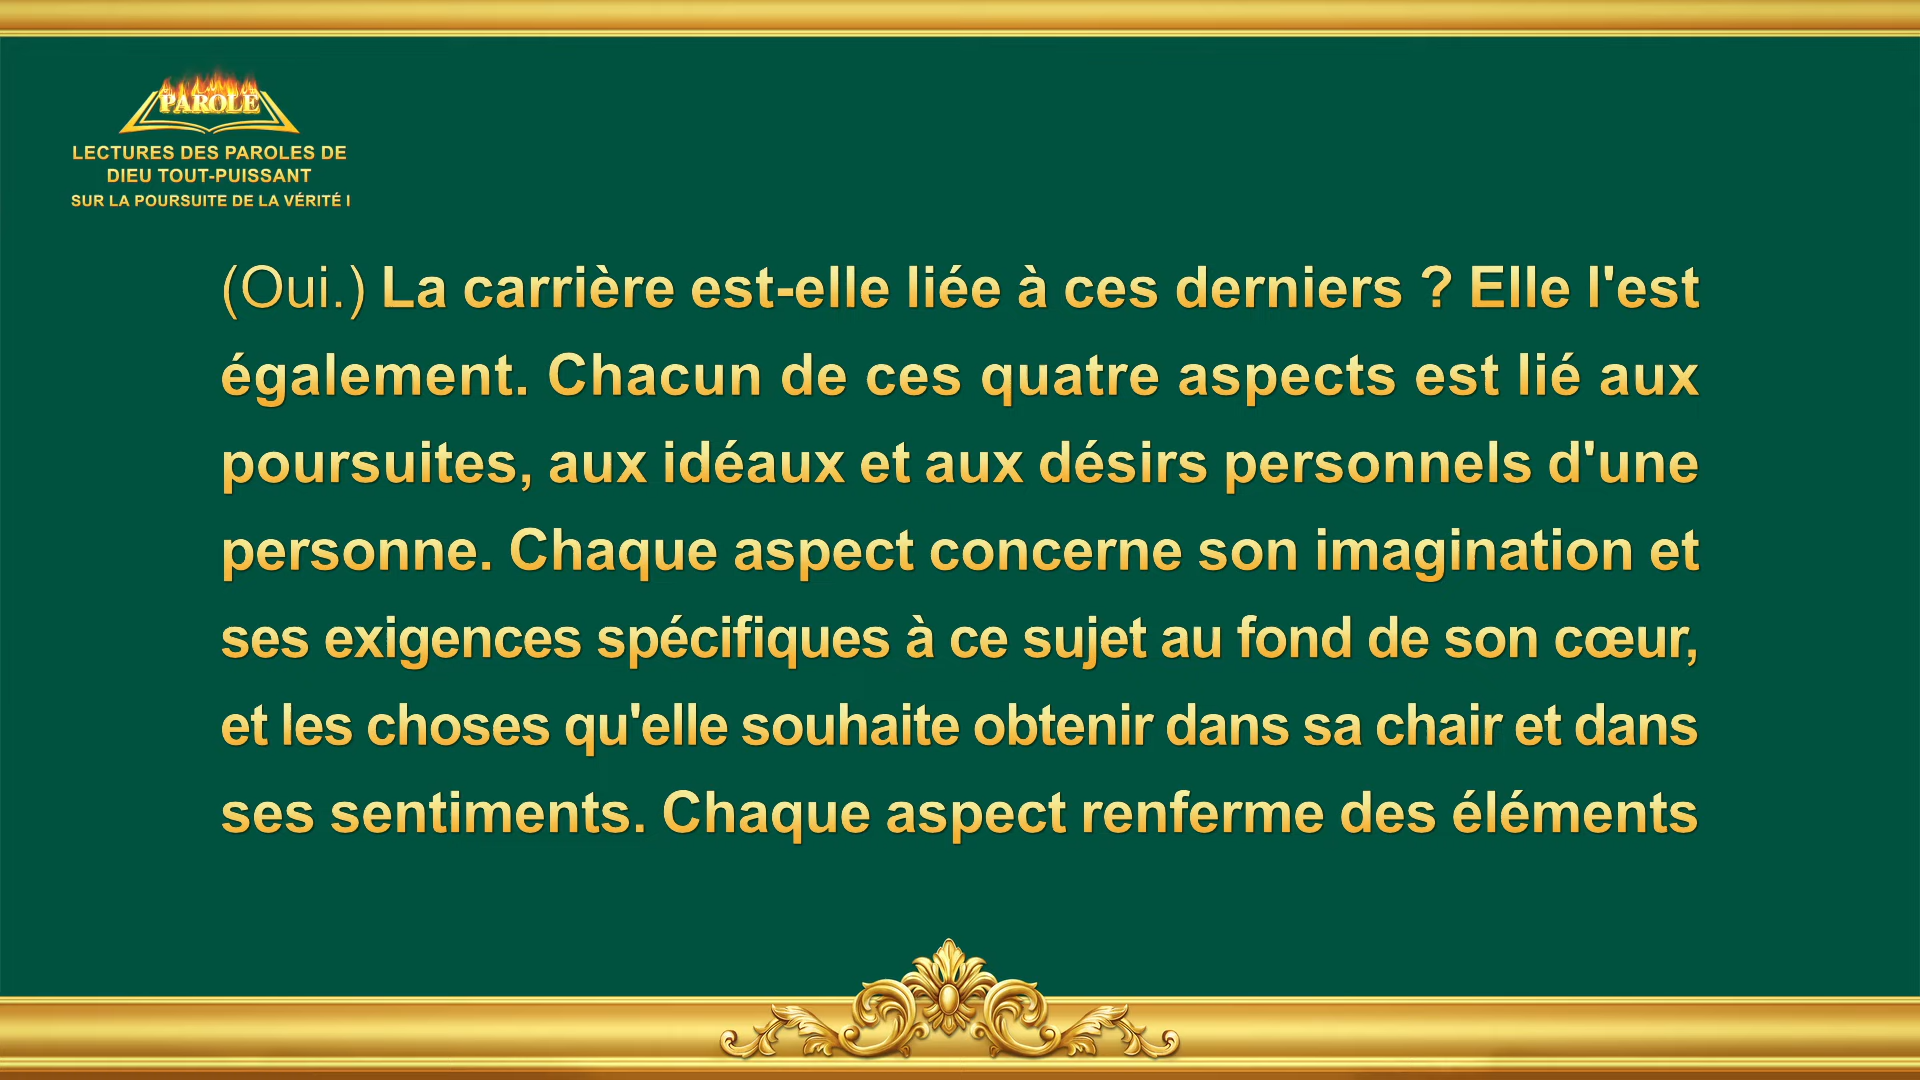 PAROLE
LECTURES DES PAROLES DE
DIEU TOUT-PUISSANT
SUR LA POURSUITE DE LA VÉRITÉ I
(Oui.) La carrière est-elle liée à ces derniers ? Elle l'est
également. Chacun de ces quatre aspects est lié aux
poursuites, aux idéaux et aux désirs personnels d'une
personne. Chaque aspect concerne son imagination et
ses exigences spécifiques à ce sujet au fond de son cœur,
et les choses qu'elle souhaite obtenir dans sa chair et dans
ses sentiments. Chaque aspect renferme des éléments